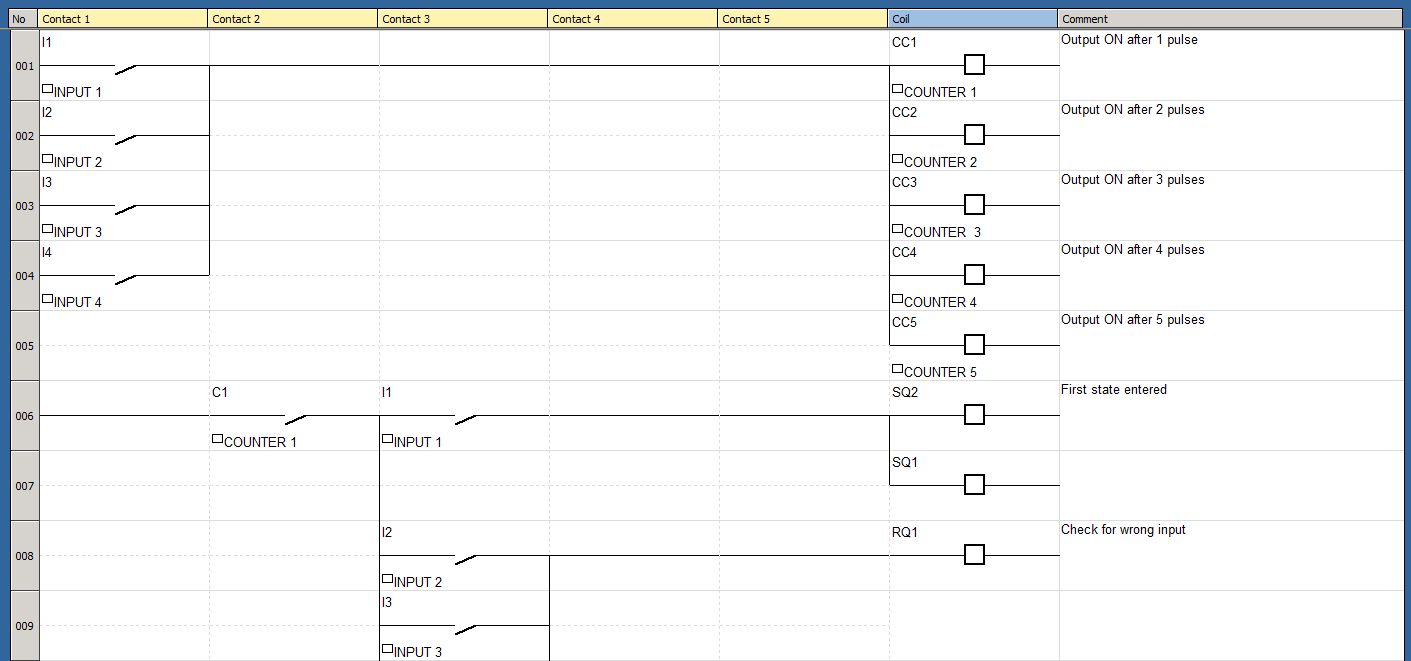 No Contact 1 Contact 2 Contact 3 Contact 4 Contact 5 Coil Comment
I1 CC1 Output ON after 1 pulse
001
INPUT 1 COUNTER 1
I2 CC2 Output ON after 2 pulses
002
INPUT 2 COUNTER 2
I3 CC3 Output ON after 3 pulses
003
INPUT 3 COUNTER 3
I4 CC4 Output ON after 4 pulses
004
INPUT 4 COUNTER 4
CC5 Output ON after 5 pulses
005
COUNTER 5
C1 I1 SQ2 First state entered
006
COUNTER 1 INPUT 1
SQ1
007
I2 RQ1 Check for wrong input
008
INPUT 2
I3
009
INPUT 3